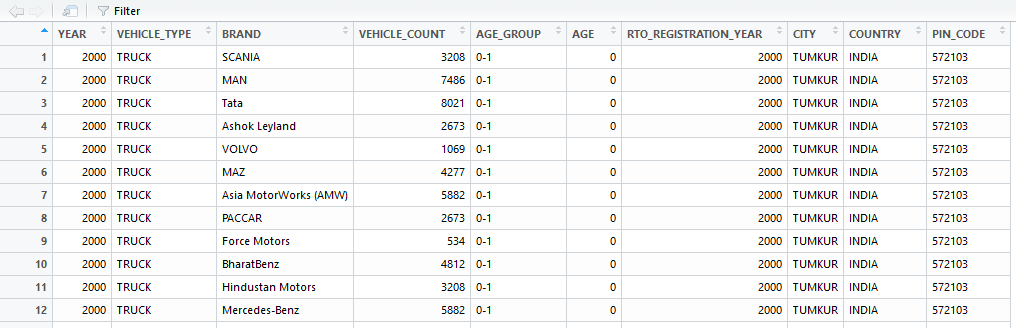 Filter
YEAR VEHICLE_TYPE BRAND VEHICLE_COUNT AGE_GROUP AGE RTO_REGISTRATION_YEAR CITY COUNTRY PIN_CODE
1 2000 TRUCK SCANIA 3208 0-1 0 2000 TUMKUR INDIA 572103
2 2000 TRUCK MAN 7486 0-1 0 2000 TUMKUR INDIA 572103
3 2000 TRUCK Tata 8021 0-1 0 2000 TUMKUR INDIA 572103
4 2000 TRUCK Ashok Leyland 2673 0-1 0 2000 TUMKUR INDIA 572103
5 2000 TRUCK VOLVO 1069 0-1 0 2000 TUMKUR INDIA 572103
6 2000 TRUCK MAZ 4277 0-1 0 2000 TUMKUR INDIA 572103
7 2000 TRUCK Asia MotorWorks (AMW) 5882 0-1 0 2000 TUMKUR INDIA 572103
8 2000 TRUCK PACCAR 2673 0-1 0 2000 TUMKUR INDIA 572103
9 2000 TRUCK Force Motors 534 0-1 0 2000 TUMKUR INDIA 572103
10 2000 TRUCK BharatBenz 4812 0-1 0 2000 TUMKUR INDIA 572103
11 2000 TRUCK Hindustan Motors 3208 0-1 0 2000 TUMKUR INDIA 572103
12 2000 TRUCK Mercedes-Benz 5882 0-1 0 2000 TUMKUR INDIA 572103